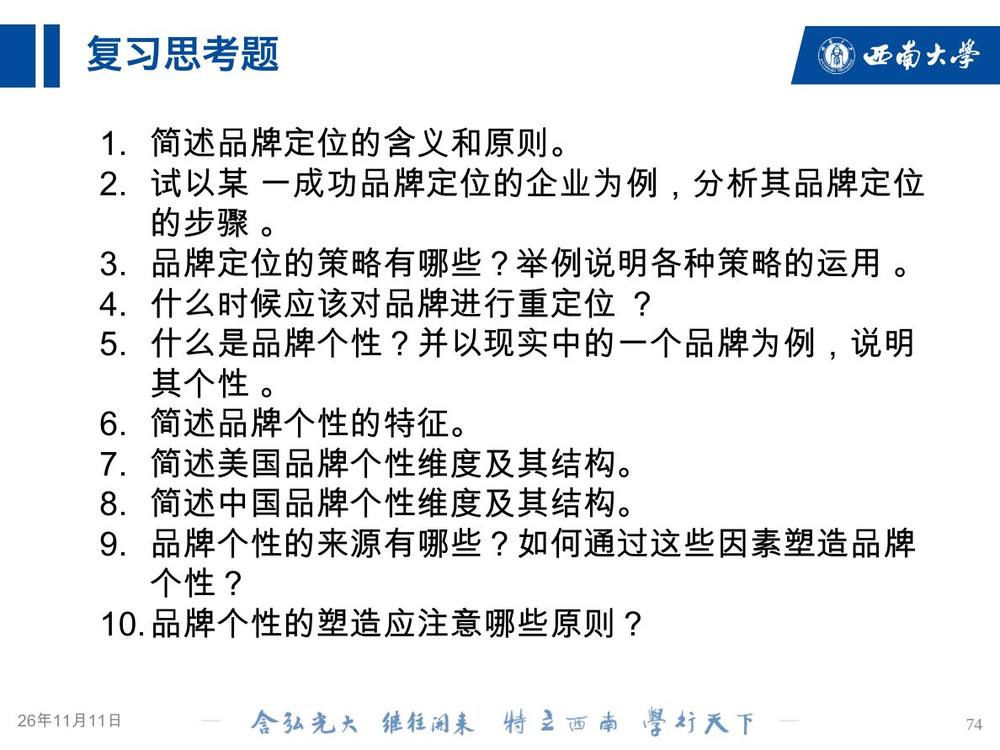 复习思考题
西南大学
1. 简述品牌定位的含义和原则。
2. 试以某 一成功品牌定位的企业为例，分析其品牌定位
的步骤 。
3. 品牌定位的策略有哪些？举例说明各种策略的运用 。
4. 什么时候应该对品牌进行重定位 ？
5. 什么是品牌个性？并以现实中的一个品牌为例，说明
其个性 。
6. 简述品牌个性的特征。
7. 简述美国品牌个性维度及其结构。
8. 简述中国品牌个性维度及其结构。
9. 品牌个性的来源有哪些？如何通过这些因素塑造品牌
个性？
10. 品牌个性的塑造应注意哪些原则？
26年11月11日
含弘光大 继往开来 特立西南 學行天下
74